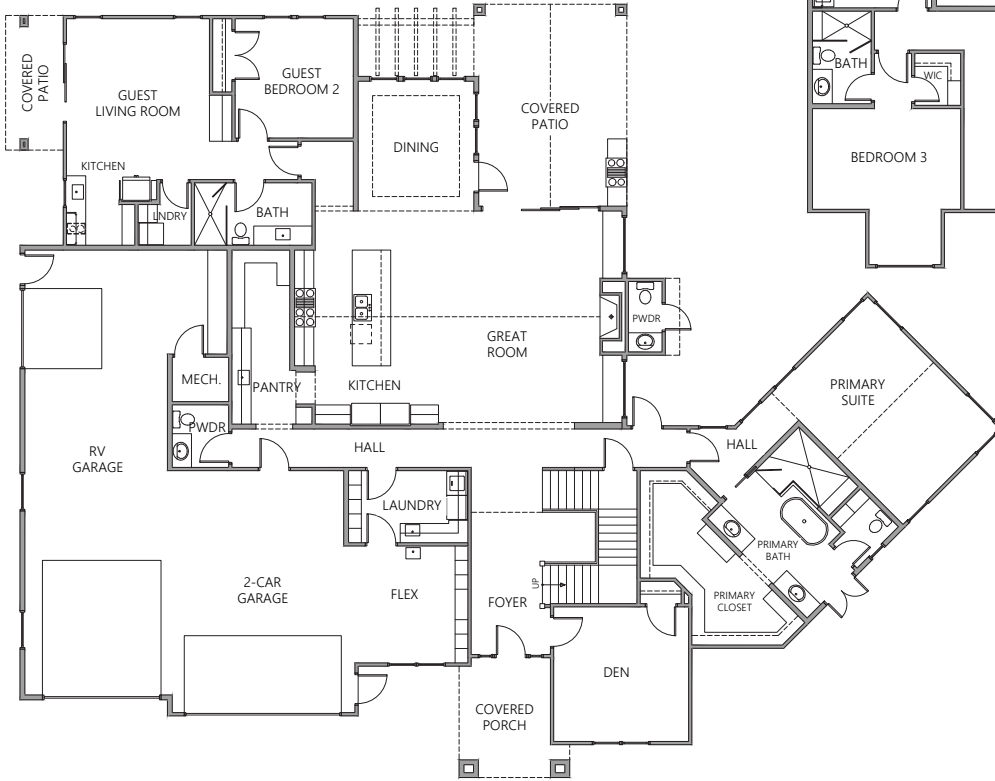 COVERED
PATIO
GUEST
LIVING ROOM
GUEST
BEDROOM 2
DINING
COVERED
PATIO
BATH
WIC
BEDROOM 3
KITCHEN
LNDRY
BATH
GREAT
ROOM
PWDR
MECH.
PANTRY
KITCHEN
PWDR
RV
GARAGE
HALL
HALL
PRIMARY
SUITE
LAUNDRY
PRIMARY
BATH
2-CAR
GARAGE
FLEX
FOYER
UP
PRIMARY
CLOSET
DEN
COVERED
PORCH